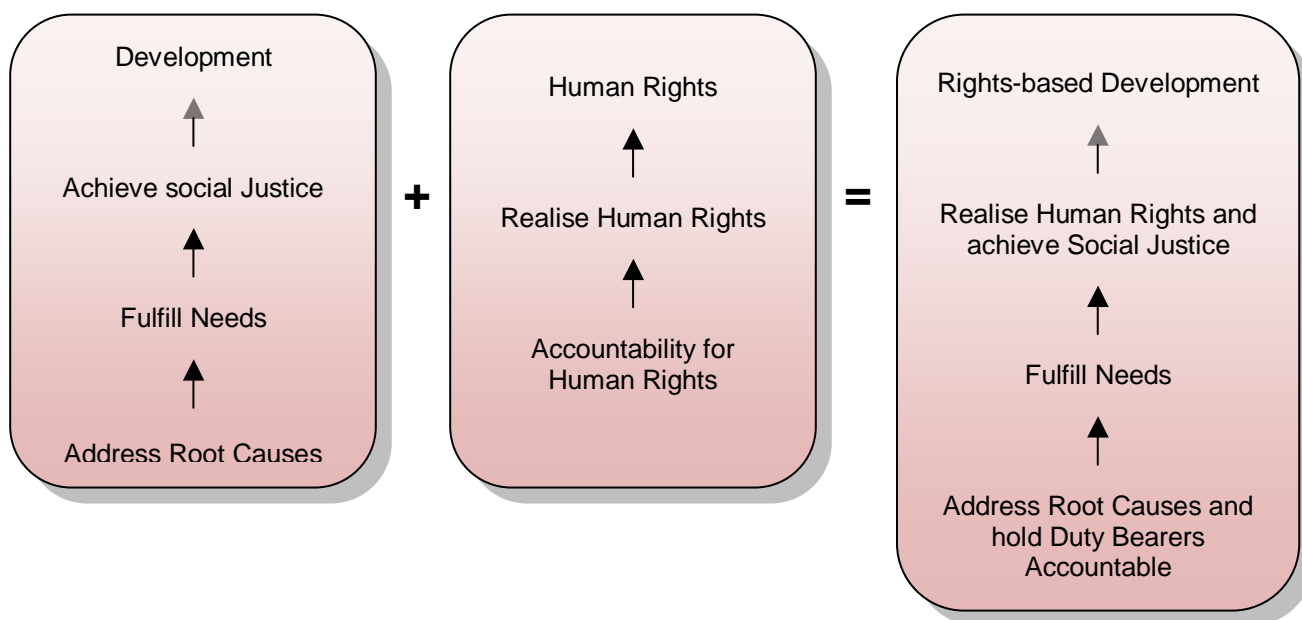 Development
Achieve social Justice
Fulfill Needs
Address Root Causes
+
Human Rights
Realise Human Rights
Accountability for
Human Rights
=
Rights-based Development
Realise Human Rights and
achieve Social Justice
Fulfill Needs
Address Root Causes and
hold Duty Bearers
Accountable